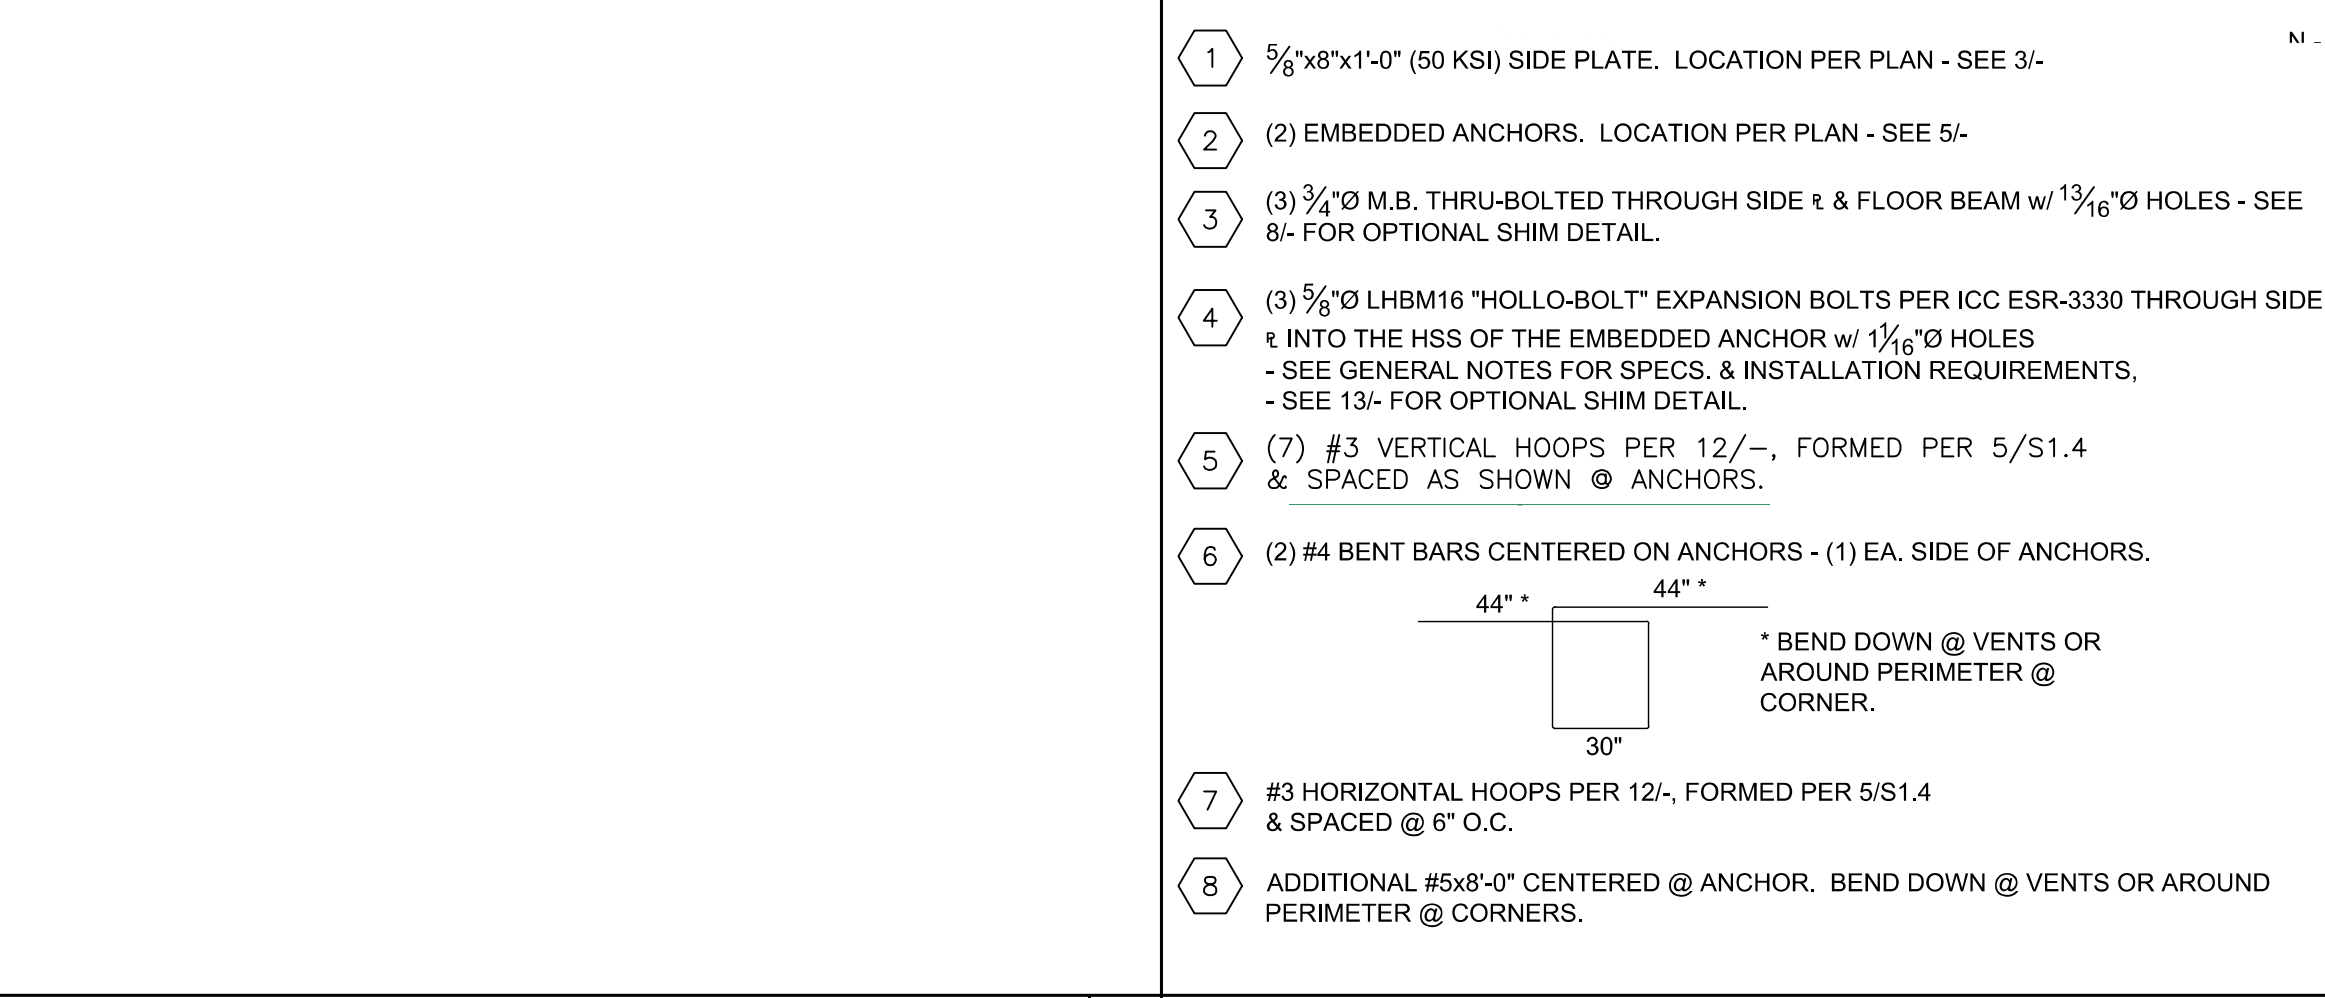 1
5/8"x8"x1'-0" (50 KSI) SIDE PLATE. LOCATION PER PLAN - SEE 3/-
2
(2) EMBEDDED ANCHORS. LOCATION PER PLAN - SEE 5/-
3
(3) 3/4"Ø M.B. THRU-BOLTED THROUGH SIDE ⅊ & FLOOR BEAM w/ 13/16"Ø HOLES - SEE
8/- FOR OPTIONAL SHIM DETAIL.
4
(3) 5/8"Ø LHBM16 "HOLLO-BOLT" EXPANSION BOLTS PER ICC ESR-3330 THROUGH SIDE
⅊ INTO THE HSS OF THE EMBEDDED ANCHOR w/ 1 1/16"Ø HOLES
- SEE GENERAL NOTES FOR SPECS. & INSTALLATION REQUIREMENTS,
- SEE 13/- FOR OPTIONAL SHIM DETAIL.
5
(7) #3 VERTICAL HOOPS PER 12/-, FORMED PER 5/S1.4
& SPACED AS SHOWN @ ANCHORS.
6
(2) #4 BENT BARS CENTERED ON ANCHORS - (1) EA. SIDE OF ANCHORS.
44" *
44" *
* BEND DOWN @ VENTS OR
AROUND PERIMETER @
CORNER.
30"
7
#3 HORIZONTAL HOOPS PER 12/-, FORMED PER 5/S1.4
& SPACED @ 6" O.C.
8
ADDITIONAL #5x8'-0" CENTERED @ ANCHOR. BEND DOWN @ VENTS OR AROUND
PERIMETER @ CORNERS.